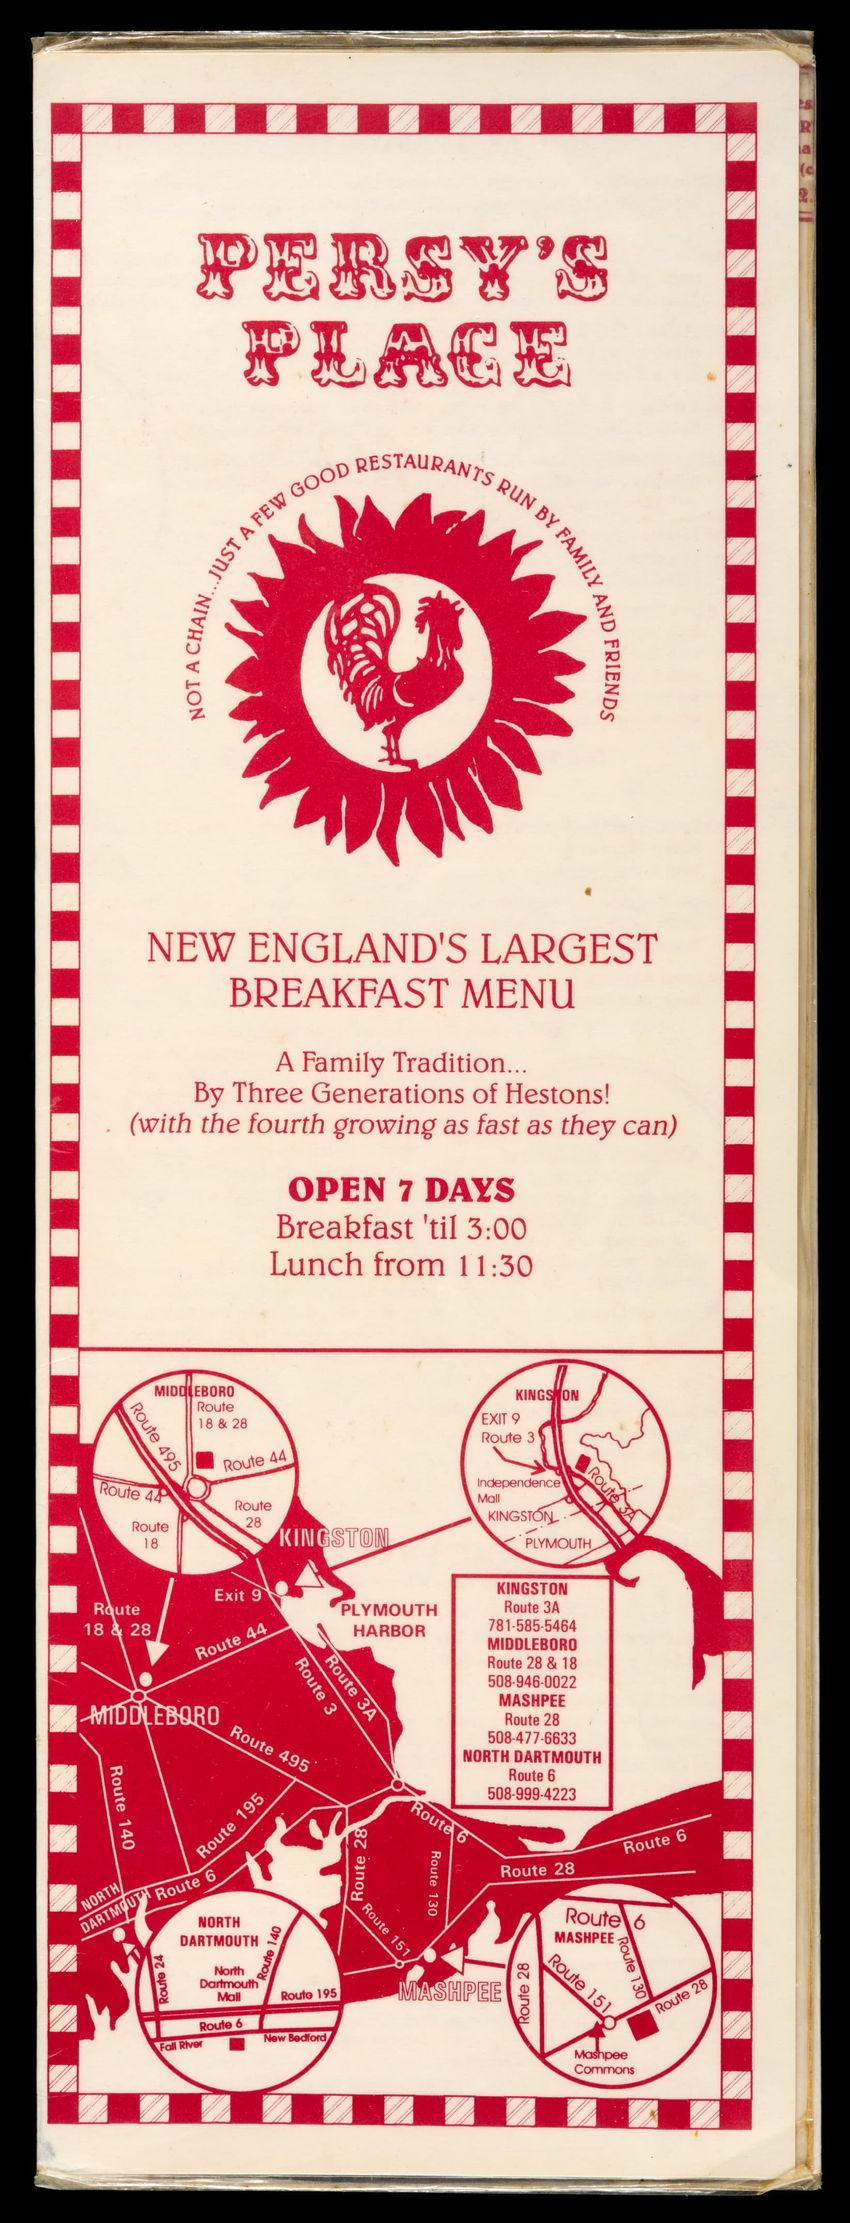 PERSY'S
PLACE
NOT A CHAIN...JUST A FEW GOOD RESTAURANTS RUN BY FAMILY AND FRIENDS
NEW ENGLAND'S LARGEST
BREAKFAST MENU
A Family Tradition...
By Three Generations of Hestons!
(with the fourth growing as fast as they can)
OPEN 7 DAYS
Breakfast 'til 3:00
Lunch from 11:30
MIDDLEBORO
Route
18 & 28
Route 495
Route 44
Route 44
Route
28
Route
18
KINGSTON
EXIT 9
Route 3
Independence
Mall
Route 3A
KINGSTON
PLYMOUTH
KINGSTON
Exit 9
PLYMOUTH
HARBOR
Route
18 & 28
Route 44
Route 3
Route 3A
MIDDLEBORO
Route 495
Route 140
Route 195
Route 6
NORTH
DARTMOUTH
Route 28
Route 6
Route 130
Route 151
Route 28
Route 6
MASHPEE
KINGSTON
Route 3A
781-585-5464
MIDDLEBORO
Route 28 & 18
508-946-0022
MASHPEE
Route 28
508-477-6633
NORTH DARTMOUTH
Route 6
508-999-4223
NORTH
DARTMOUTH
Route 140
Route 24
North
Dartmouth
Mall
Route 195
Route 6
Fall River
New Bedford
Route 6
MASHPEE
Route 130
Route 28
Route 151
Route 28
Mashpee
Commons